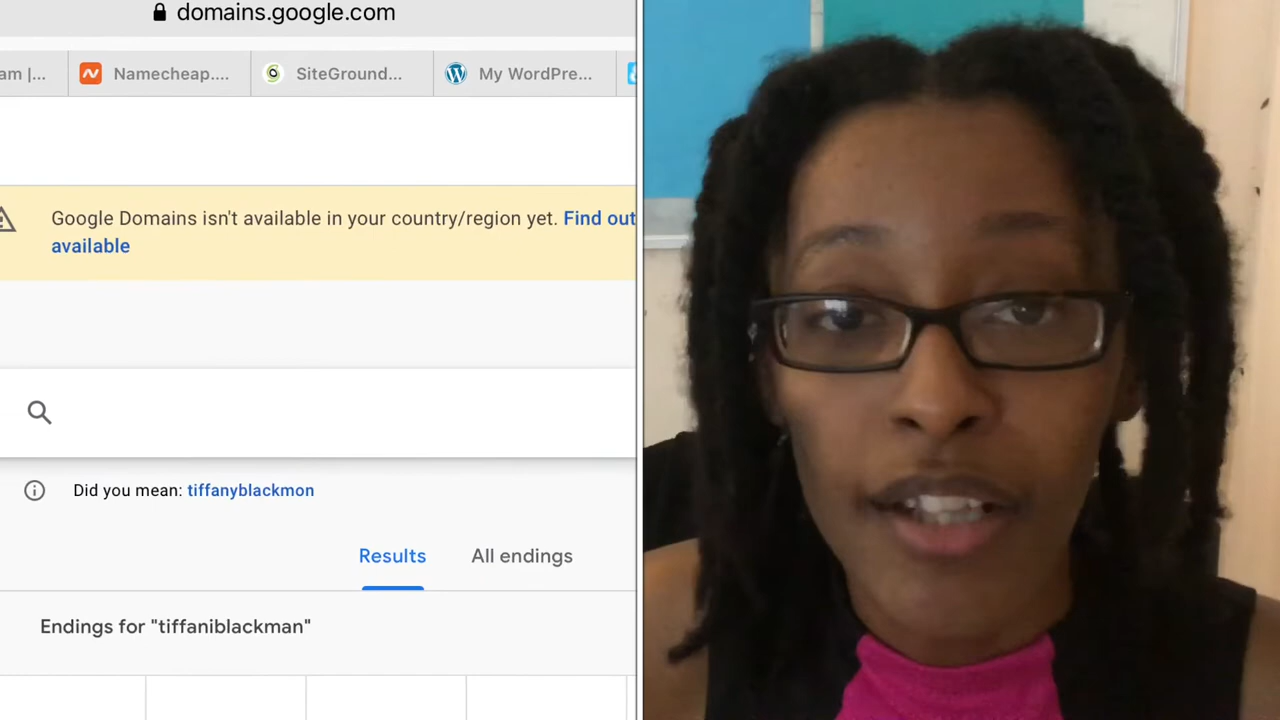 domains.google.com
am |...
Namecheap....
SiteGround...
My WordPre...
Google Domains isn't available in your country/region yet. Find out
available
Did you mean: tiffanyblackmon
Results
All endings
Endings for "tiffaniblackman"